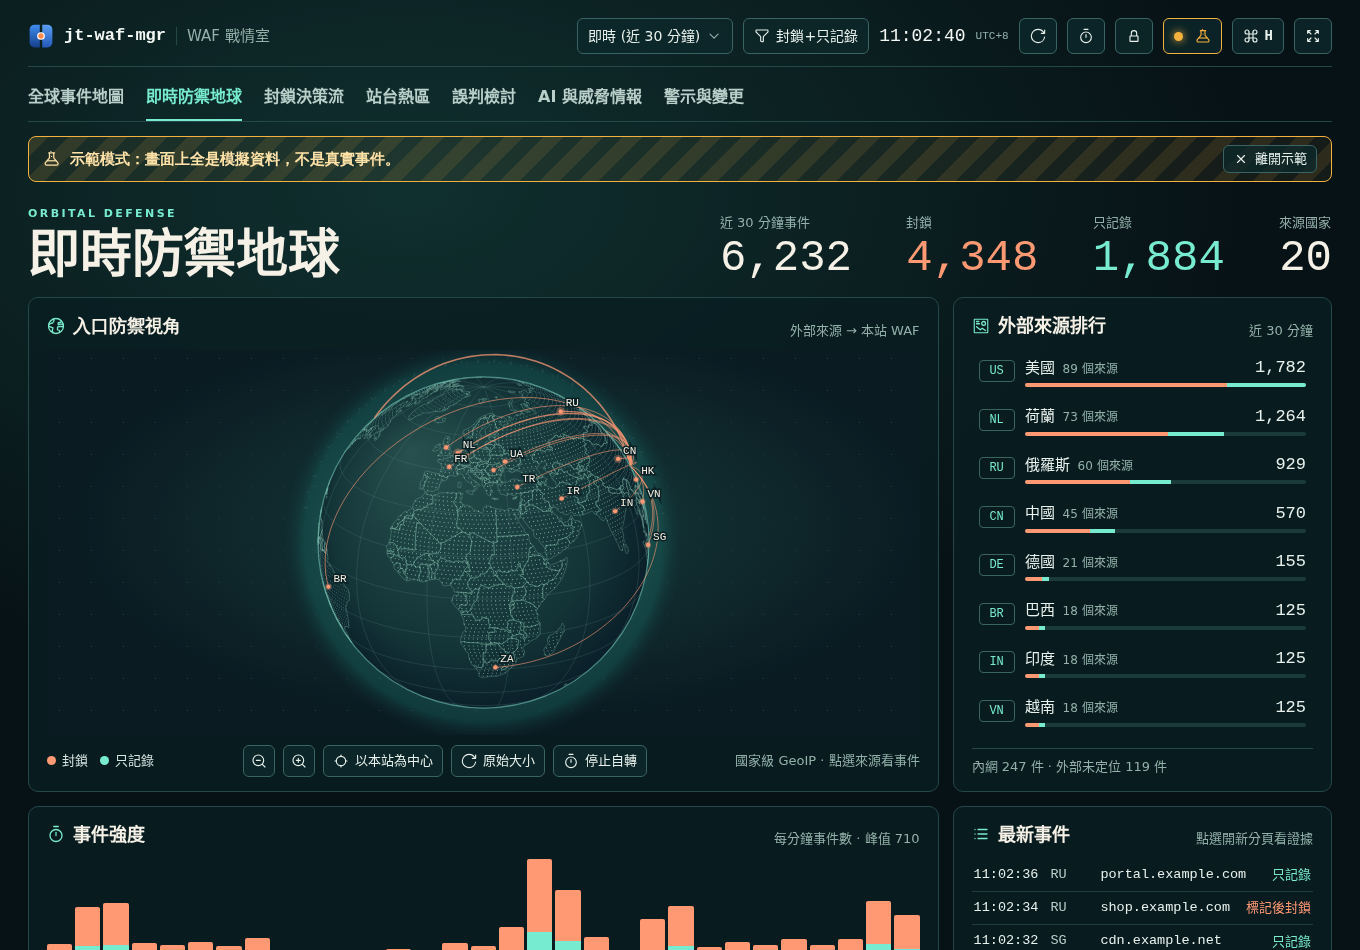 jt-waf-mgr WAF 戰情室 即時 (近 30 分鐘) 封鎖+只記錄 11:02:40 UTC+8 ⌘ H
全球事件地圖 即時防禦地球 封鎖決策流 站台熱區 誤判檢討 AI 與威脅情報 警示與變更
示範模式：畫面上全是模擬資料，不是真實事件。 離開示範
ORBITAL DEFENSE
即時防禦地球
近 30 分鐘事件 封鎖 只記錄 來源國家
6,232 4,348 1,884 20
入口防禦視角 外部來源 → 本站 WAF
RU
NL
CN
FR
UA
HK
TR
IR
VN
IN
SG
BR
ZA
封鎖 只記錄 以本站為中心 原始大小 停止自轉 國家級 GeoIP · 點選來源看事件
外部來源排行 近 30 分鐘
US 美國 89 個來源 1,782
NL 荷蘭 73 個來源 1,264
RU 俄羅斯 60 個來源 929
CN 中國 45 個來源 570
DE 德國 21 個來源 155
BR 巴西 18 個來源 125
IN 印度 18 個來源 125
VN 越南 18 個來源 125
內網 247 件 · 外部未定位 119 件
事件強度 每分鐘事件數 · 峰值 710
最新事件 點選開新分頁看證據
11:02:36 RU portal.example.com 只記錄
11:02:34 RU shop.example.com 標記後封鎖
11:02:32 SG cdn.example.net 只記錄